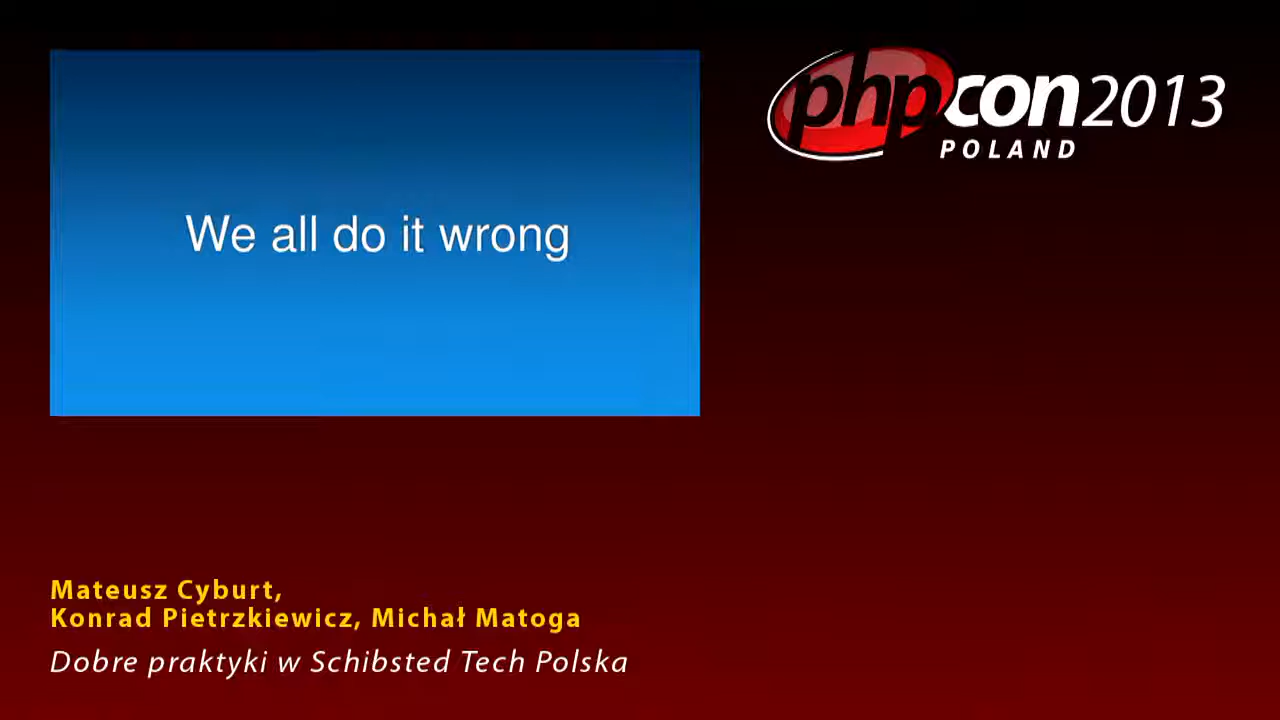 We all do it wrong
phpcon2013
POLAND
Mateusz Cyburt,
Konrad Pietrzkiewicz, Michał Matoga
Dobre praktyki w Schibsted Tech Polska